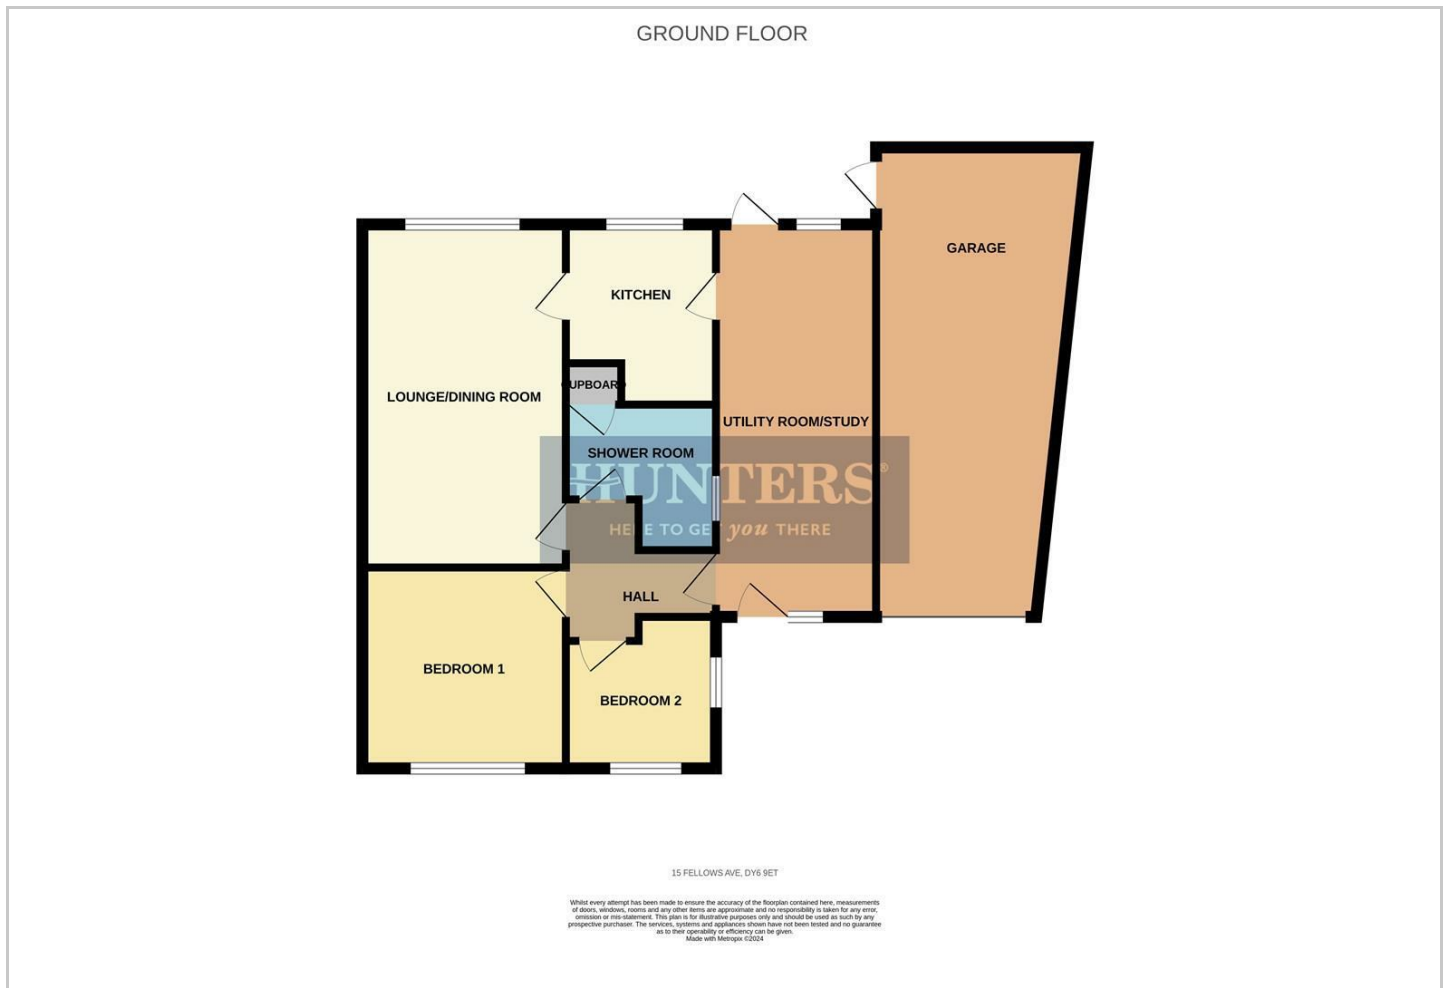 GROUND FLOOR
GARAGE
KITCHEN
CUPBOARD
LOUNGE/DINING ROOM
UTILITY ROOM/STUDY
SHOWER ROOM
HUNTERS®
HERE TO GET you THERE
HALL
BEDROOM 1
BEDROOM 2
15 FELLOWS AVE, DY6 9ET
Whilst every attempt has been made to ensure the accuracy of the floorplan contained here, measurements
of doors, windows, rooms and any other items are approximate and no responsibility is taken for any error,
omission or mis-statement. This plan is for illustrative purposes only and should be used as such by any
prospective purchaser. The services, systems and appliances shown have not been tested and no guarantee
as to their operability or efficiency can be given.
Made with Metropix ©2024